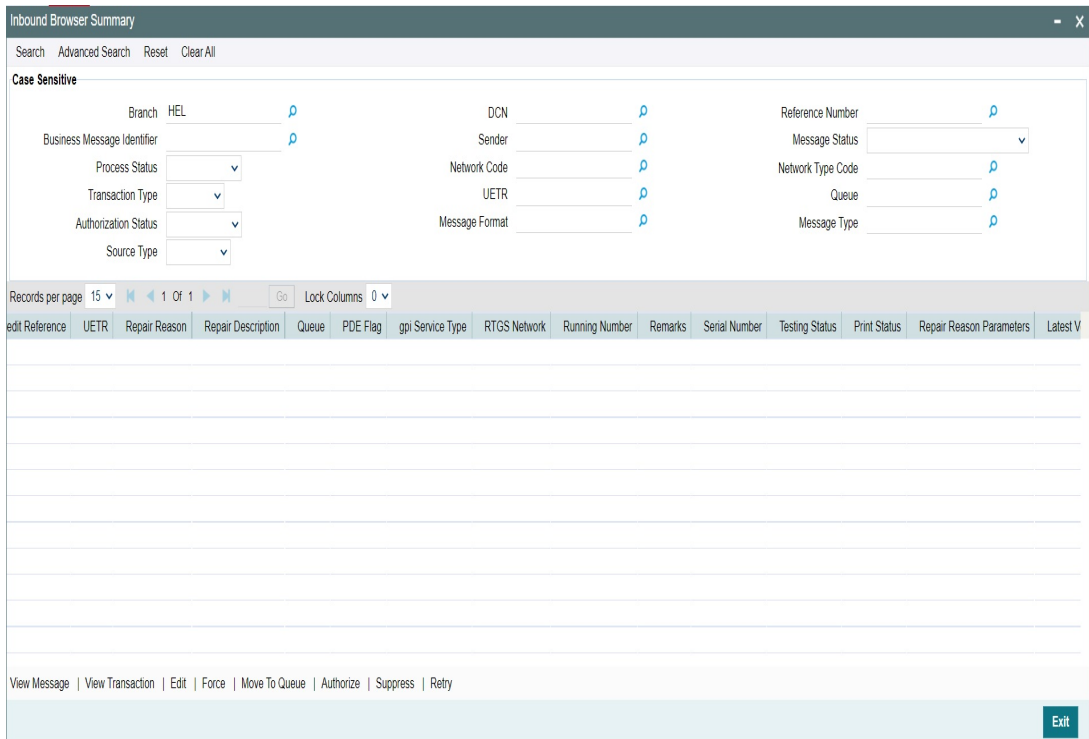 Inbound Browser Summary - X
Search Advanced Search Reset Clear All
Case Sensitive
Branch HEL DCN Reference Number
Business Message Identifier Sender Message Status
Process Status Network Code Network Type Code
Transaction Type UETR Queue
Authorization Status Message Format Message Type
Source Type
Records per page 15 1 Of 1 Go Lock Columns 0
edit Reference UETR Repair Reason Repair Description Queue PDE Flag gpi Service Type RTGS Network Running Number Remarks Serial Number Testing Status Print Status Repair Reason Parameters Latest V
View Message | View Transaction | Edit | Force | Move To Queue | Authorize | Suppress | Retry
Exit